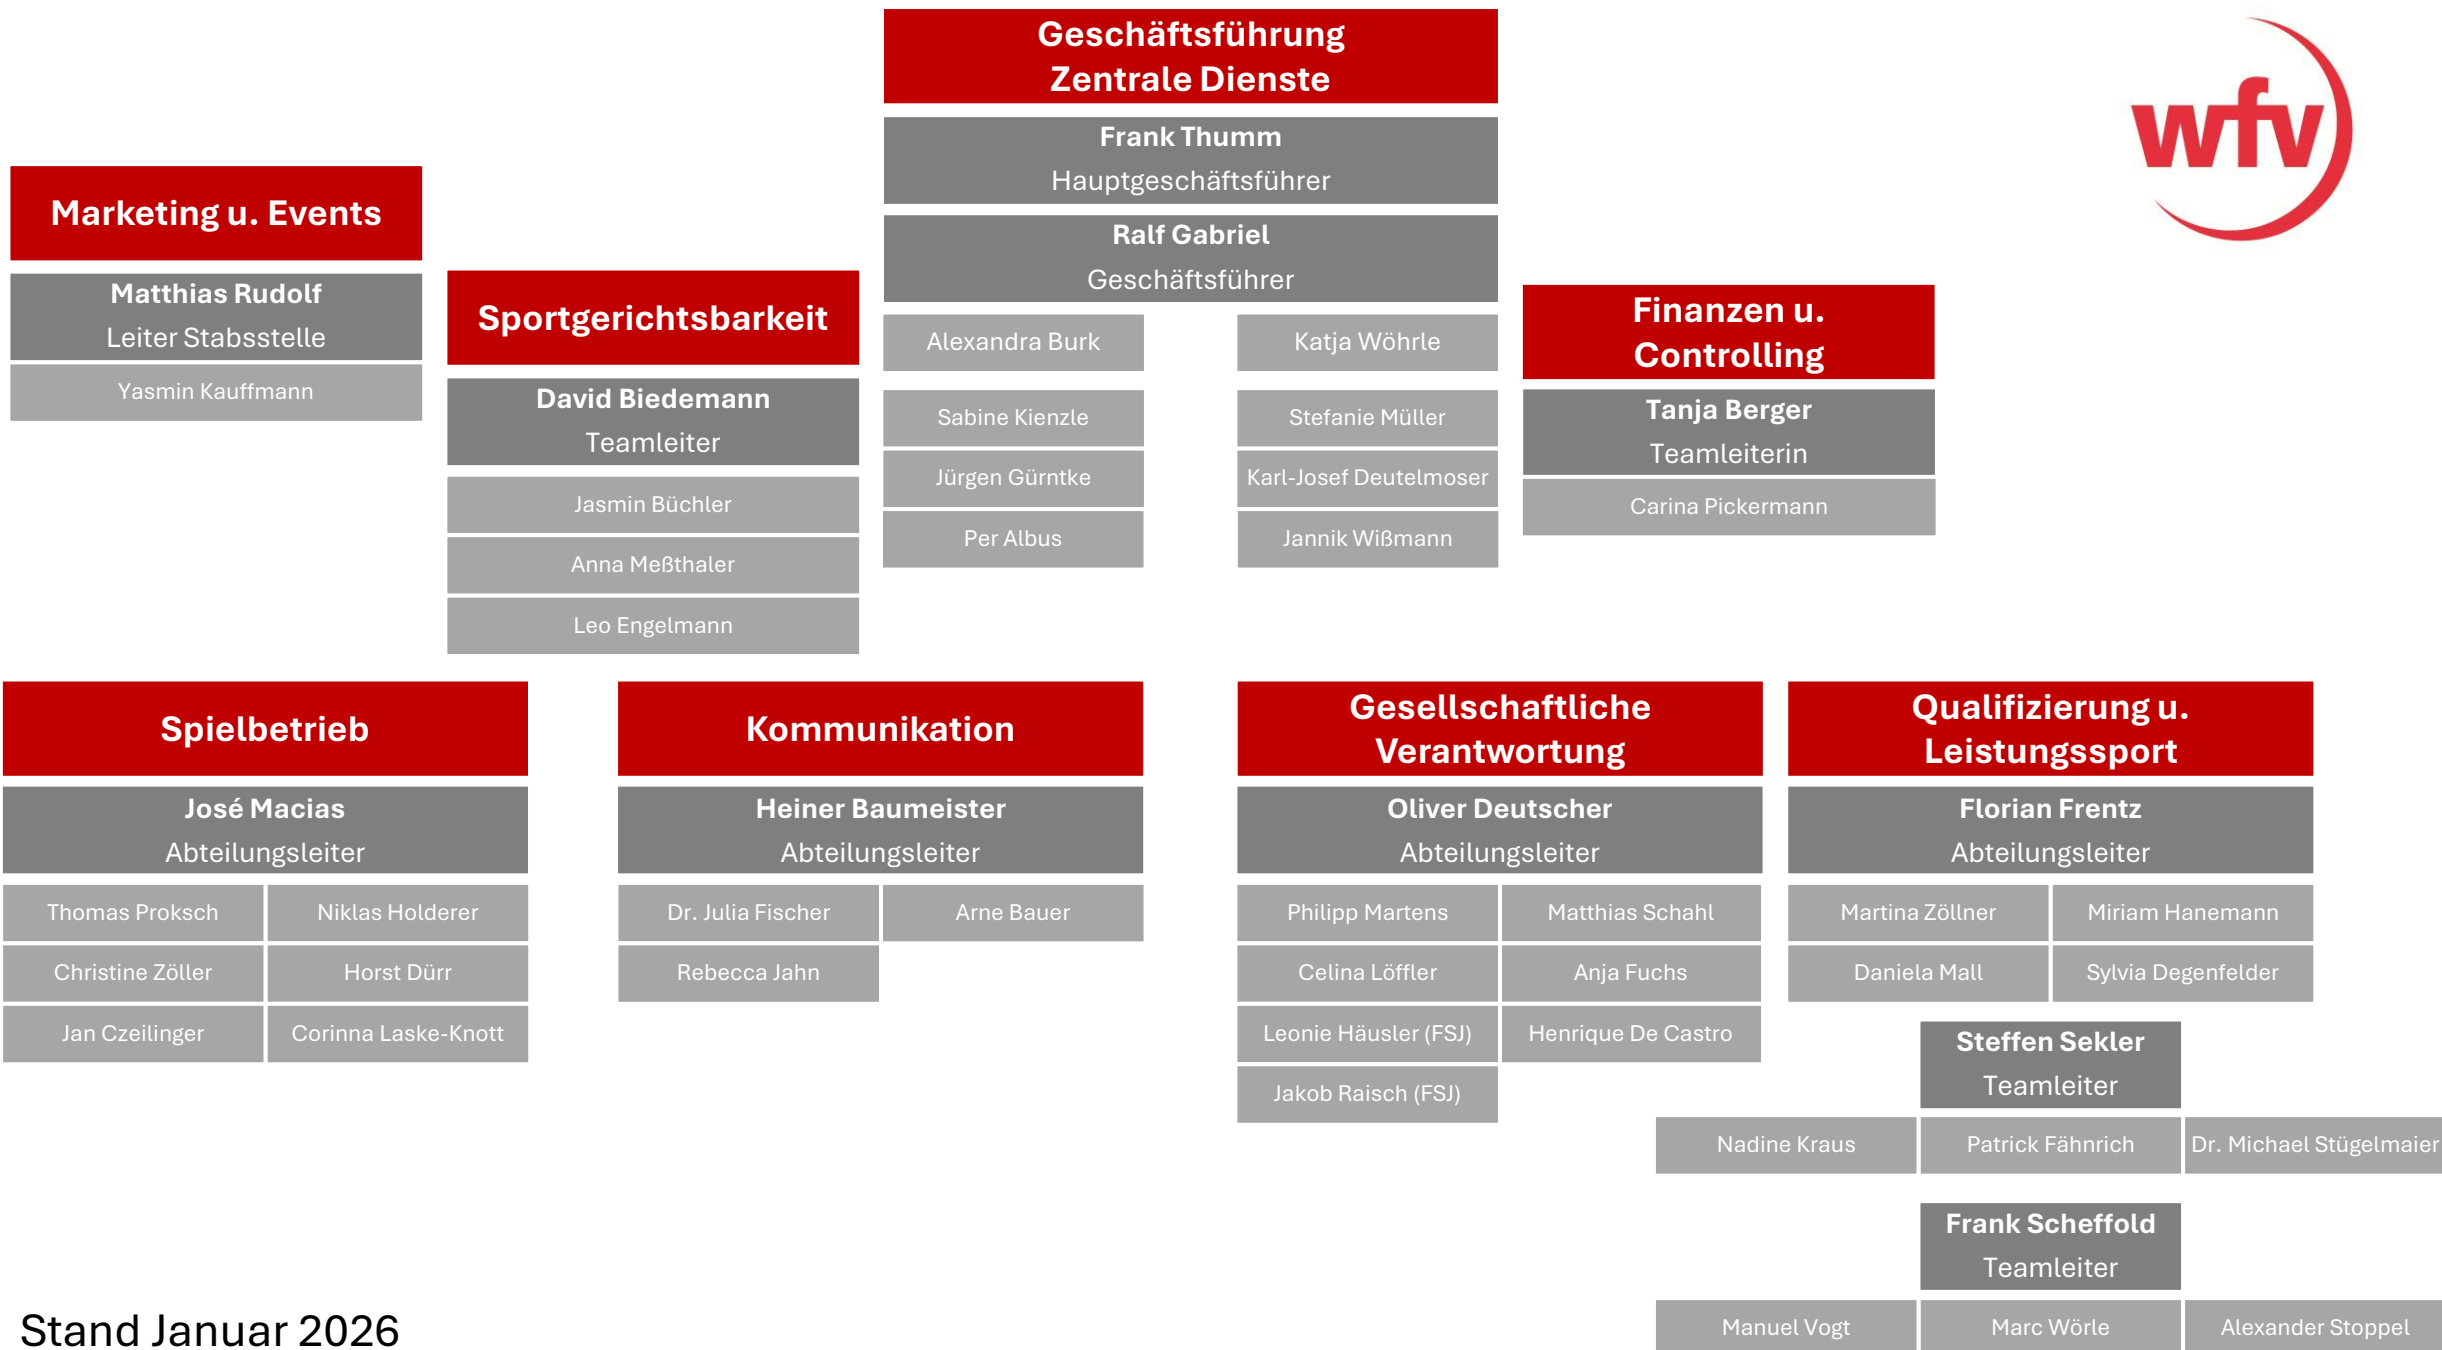 Geschäftsführung
Zentrale Dienste
Frank Thumm
Hauptgeschäftsführer
Ralf Gabriel
Geschäftsführer
Alexandra Burk
Katja Wöhrle
Sabine Kienzle
Stefanie Müller
Jürgen Gürntke
Karl-Josef Deutelmoser
Per Albus
Jannik Wißmann
wfv
Marketing u. Events
Matthias Rudolf
Leiter Stabsstelle
Yasmin Kauffmann
Sportgerichtsbarkeit
David Biedemann
Teamleiter
Jasmin Büchler
Anna Meßthaler
Leo Engelmann
Finanzen u.
Controlling
Tanja Berger
Teamleiterin
Carina Pickermann
Spielbetrieb
José Macias
Abteilungsleiter
Thomas Proksch
Niklas Holderer
Christine Zöller
Horst Dürr
Jan Czeilinger
Corinna Laske-Knott
Kommunikation
Heiner Baumeister
Abteilungsleiter
Dr. Julia Fischer
Arne Bauer
Rebecca Jahn
Gesellschaftliche
Verantwortung
Oliver Deutscher
Abteilungsleiter
Philipp Martens
Matthias Schahl
Celina Löffler
Anja Fuchs
Leonie Häusler (FSJ)
Henrique De Castro
Jakob Raisch (FSJ)
Qualifizierung u.
Leistungssport
Florian Frentz
Abteilungsleiter
Martina Zöllner
Miriam Hanemann
Daniela Mall
Sylvia Degenfelder
Steffen Sekler
Teamleiter
Nadine Kraus
Patrick Fähnrich
Dr. Michael Stügelmaier
Frank Scheffold
Teamleiter
Manuel Vogt
Marc Wörle
Alexander Stoppel
Stand Januar 2026